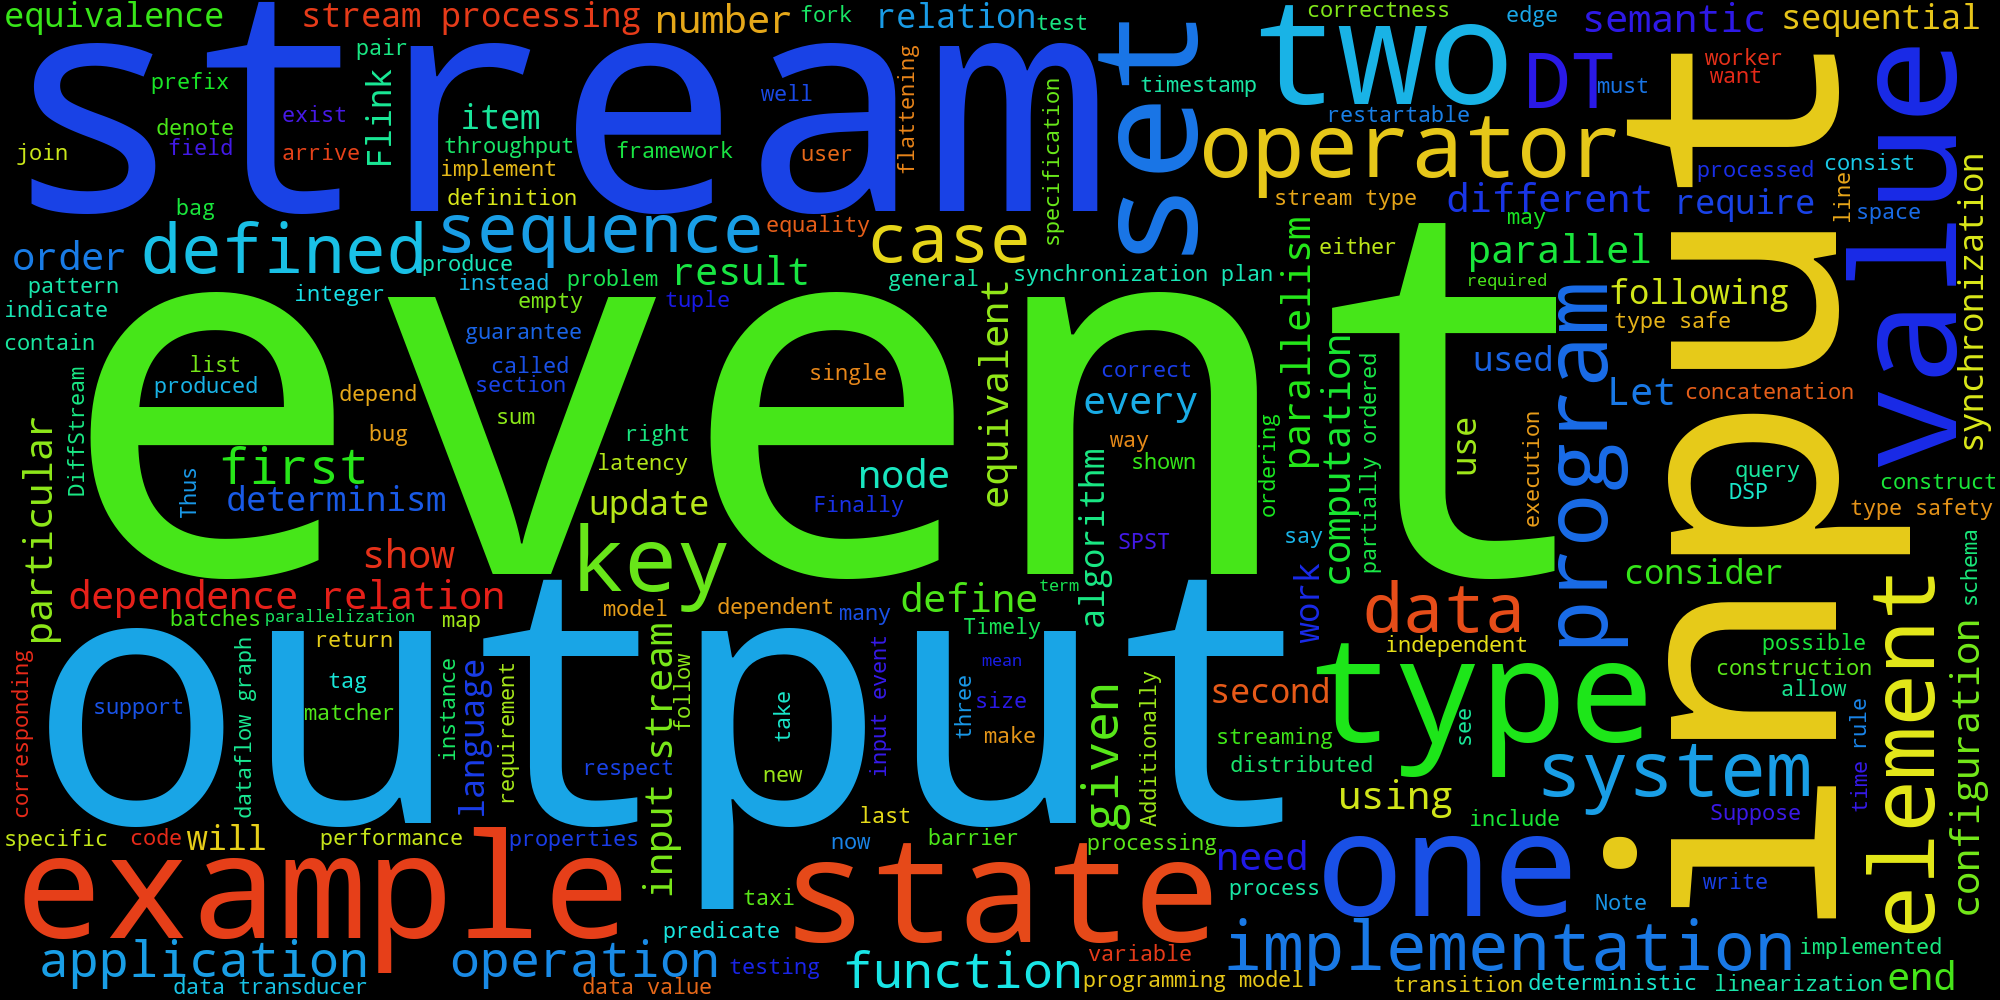 equivalence
stream processing
number
fork
relation
test
correctness
edge
semantic
sequential
stream
pair
Flink
prefix
exist
denote
field
join
arrive
item
throughput
implement
definition
framework
well
user
flattening
specification
set
timestamp
two
DT
must
worker
want
restartable
operator
input
value
processed
consist
line
space
synchronization
stream type
different
require
may
bag
order
defined
sequence
equality
case
produce
result
general
synchronization plan
either
parallel
required
pattern
indicate
contain
integer
instead
problem
empty
tuple
guarantee
event
equivalent
parallelism
following
type safe
program
list
produced
called
section
depend
sum
single
correct
every
used
Let
concatenation
DiffStream
particular
bug
first
determinism
Thus
right
latency
update
node
Finally
way
shown
ordering
computation
partially ordered
use
execution
query
DSP
construct
type safety
show
key
algorithm
SPST
say
consider
schema
dependence relation
batches
parallelization
map
model
dependent
many
define
term
Timely
work
data
independent
element
configuration
corresponding
output
return
tag
matcher
support
dataflow graph
instance
language
requirement
input stream
follow
take
new
respect
input event
mean
three
size
make
given
Additionally
second
type
see
streaming
distributed
possible
construction
allow
time rule
system
using
include
Suppose
specific
code
will
performance
properties
last
now
barrier
processing
need
process
one
Note
write
example
state
taxi
predicate
application
operation
testing
function
variable
programming model
implementation
implemented
data transducer
data value
transition
deterministic
linearization
end